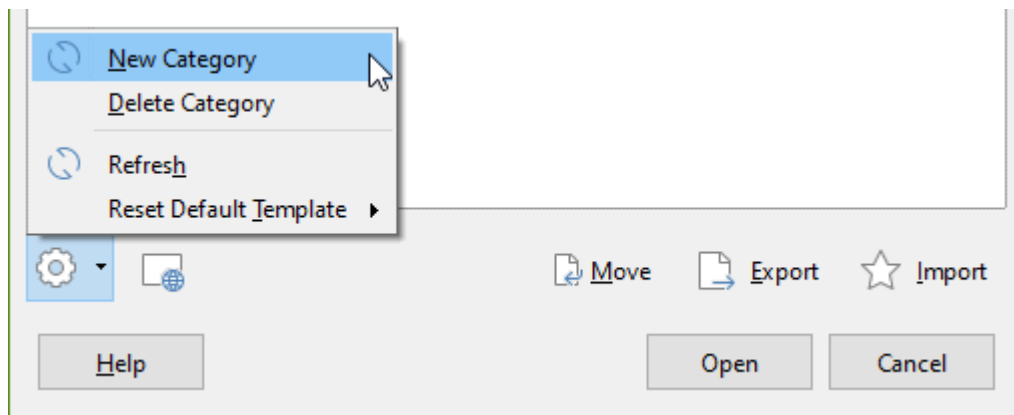 New Category
Delete Category
Refresh
Reset Default Template
Move Export Import
Help Open Cancel